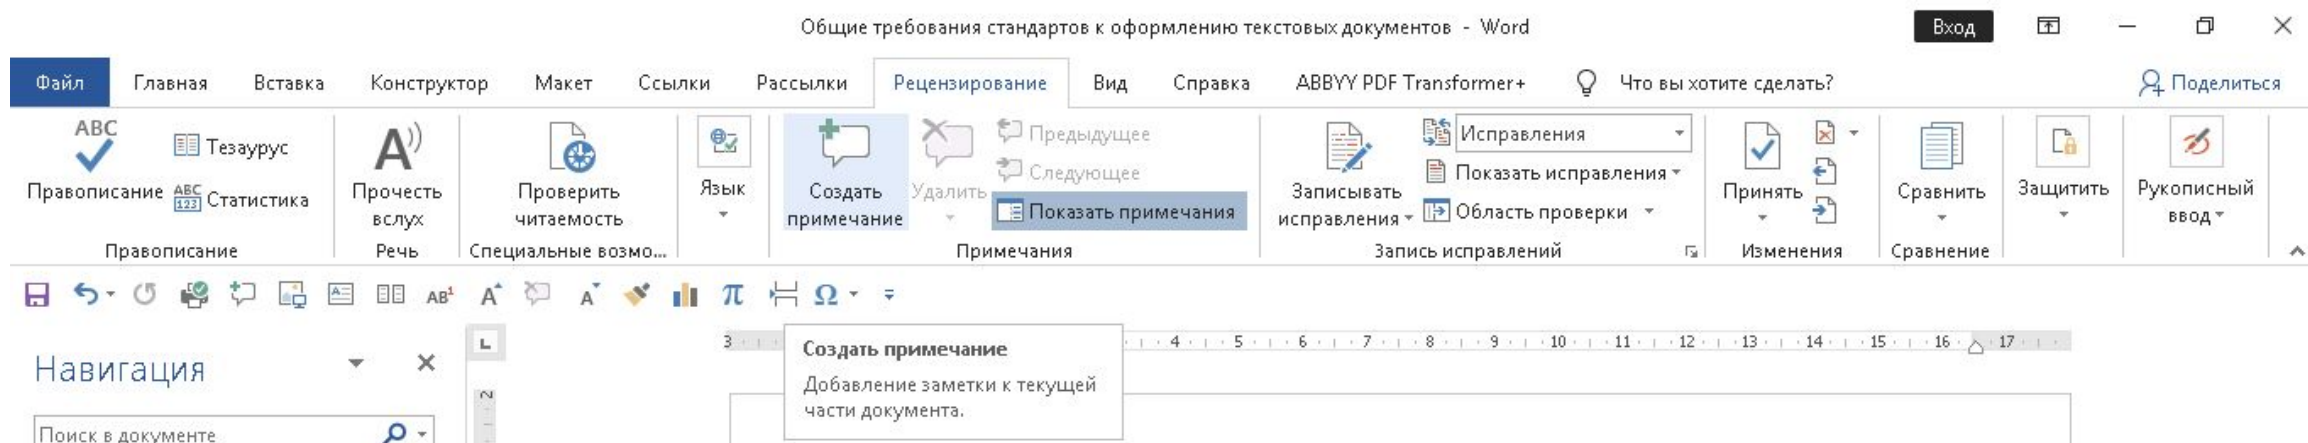 Общие требования стандартов к оформлению текстовых документов - Word
Вход
Файл Главная Вставка Конструктор Макет Ссылки Рассылки Рецензирование Вид Справка ABBYY PDF Transformer+ Что вы хотите сделать? Поделиться
ABC
Правописание
Тезаурус
ABC
123
Статистика
Правописание
A
Прочесть
вслух
Речь
Проверить
читаемость
Специальные возмо...
Язык
Создать
примечание
Удалить
Предыдущее
Следующее
Показать примечания
Примечания
Записывать
исправления
Исправления
Показать исправления
Область проверки
Запись исправлений
Принять
Изменения
Сравнить
Сравнение
Защитить
Рукописный
ввод
AB¹ A A π Ω
3 4 5 6 7 8 9 10 11 12 13 14 15 16 17
Создать примечание
Добавление заметки к текущей
части документа.
Навигация
Поиск в документе
2